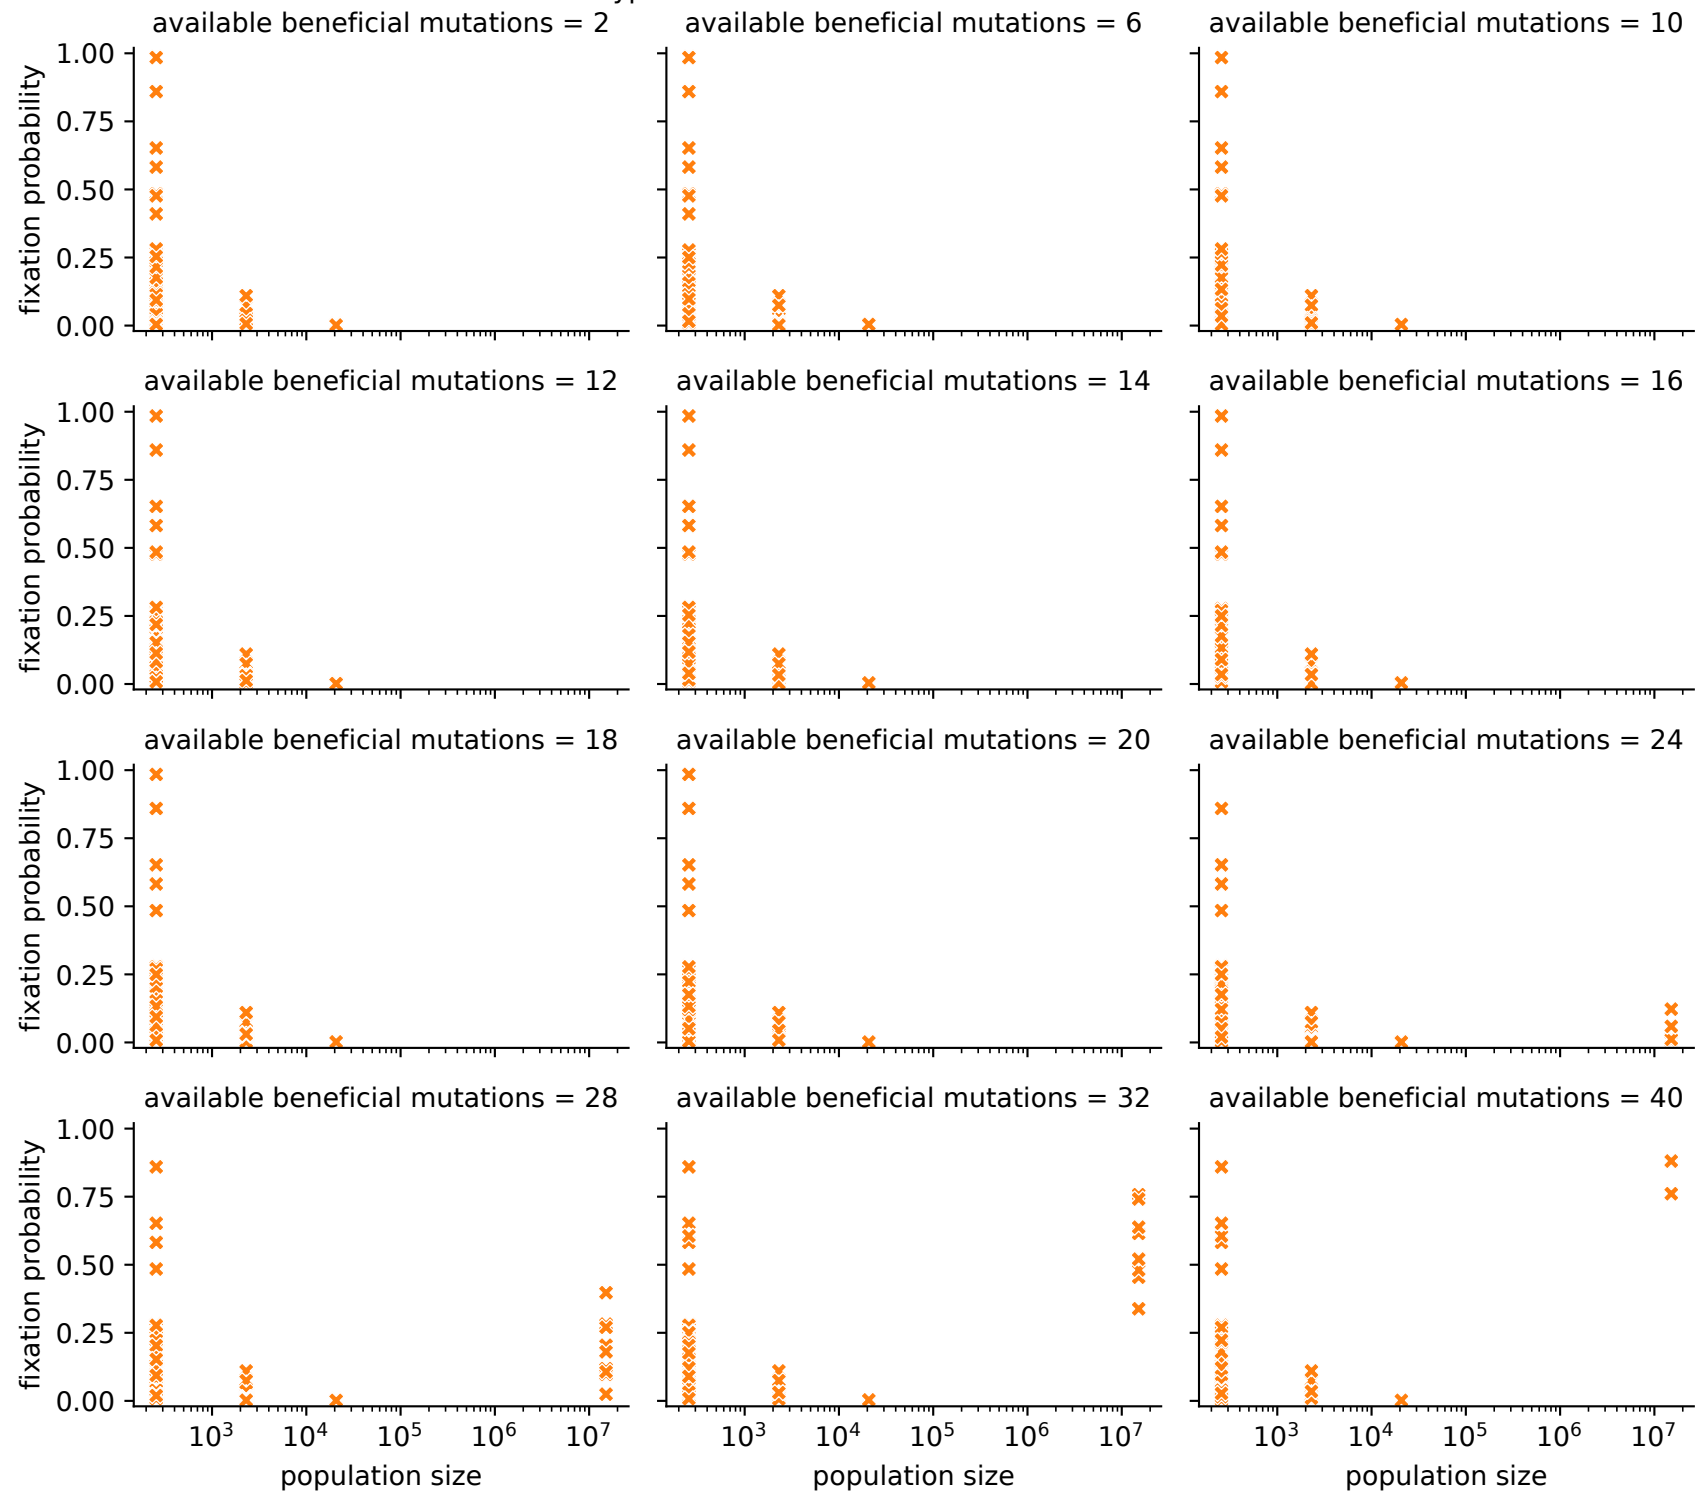 available beneficial mutations = 2
available beneficial mutations = 6
available beneficial mutations = 10
fixation probability
1.00
0.75
0.50
0.25
0.00
available beneficial mutations = 12
available beneficial mutations = 14
available beneficial mutations = 16
fixation probability
1.00
0.75
0.50
0.25
0.00
available beneficial mutations = 18
available beneficial mutations = 20
available beneficial mutations = 24
fixation probability
1.00
0.75
0.50
0.25
0.00
available beneficial mutations = 28
available beneficial mutations = 32
available beneficial mutations = 40
fixation probability
1.00
0.75
0.50
0.25
0.00
10³ 10⁴ 10⁵ 10⁶ 10⁷
10³ 10⁴ 10⁵ 10⁶ 10⁷
10³ 10⁴ 10⁵ 10⁶ 10⁷
population size
population size
population size